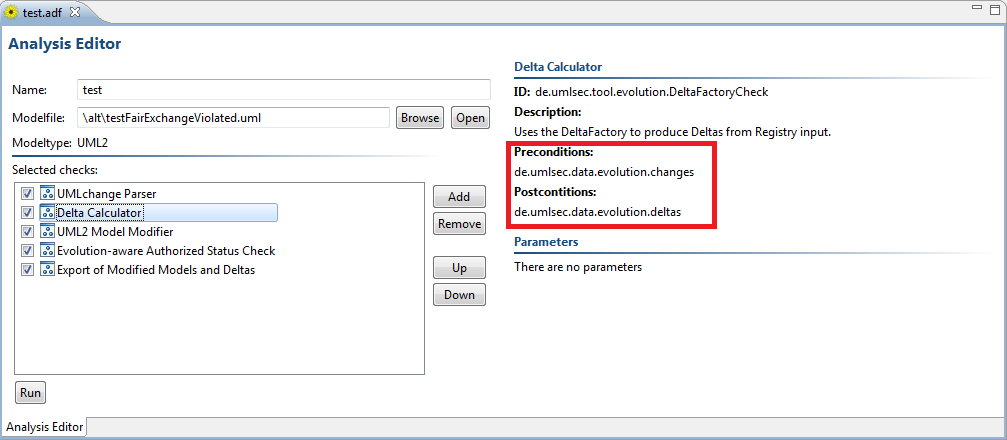 test.adf
Analysis Editor
Name: test
Modelfile: \alt\testFairExchangeViolated.uml Browse Open
Modeltype: UML2
Selected checks:
UMLchange Parser
Delta Calculator
UML2 Model Modifier
Evolution-aware Authorized Status Check
Export of Modified Models and Deltas
Add
Remove
Up
Down
Run
Delta Calculator
ID: de.umlsec.tool.evolution.DeltaFactoryCheck
Description:
Uses the DeltaFactory to produce Deltas from Registry input.
Preconditions:
de.umlsec.data.evolution.changes
Postcontitions:
de.umlsec.data.evolution.deltas
Parameters
There are no parameters
Analysis Editor